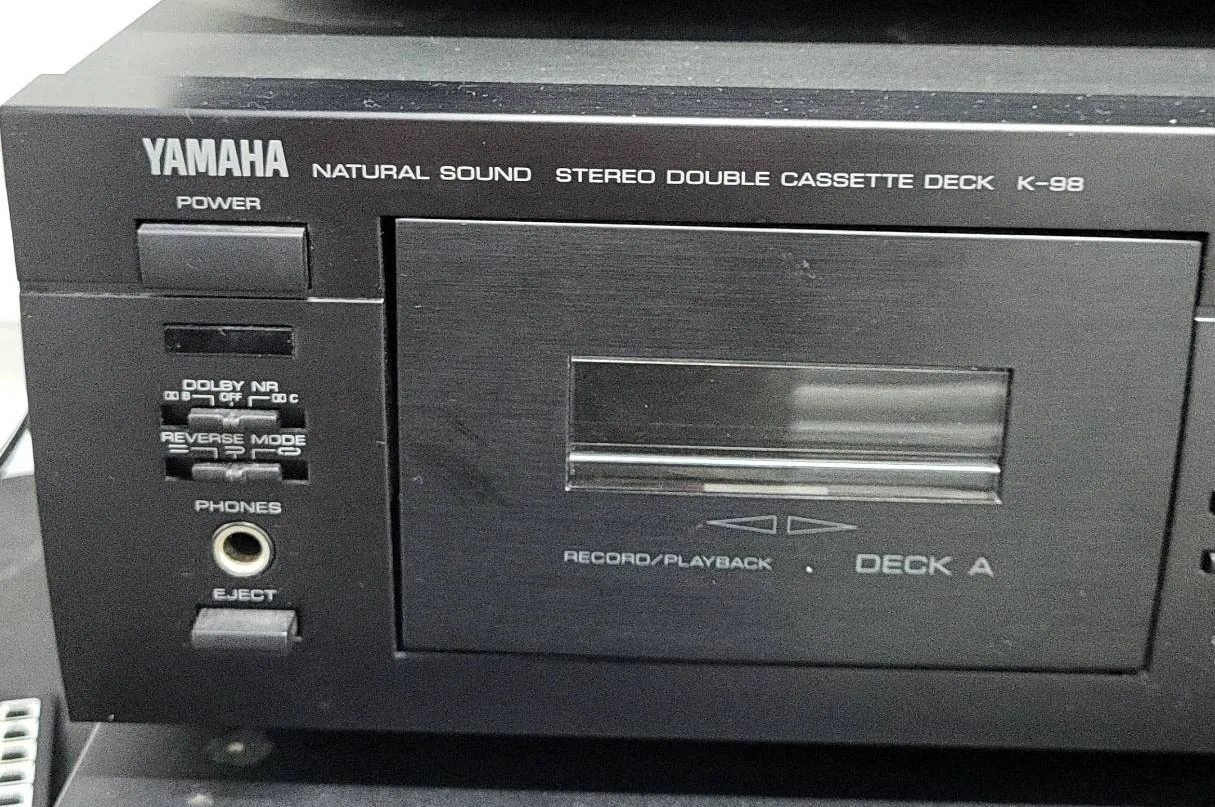 YAMAHA NATURAL SOUND STEREO DOUBLE CASSETTE DECK K-98
POWER
DOLBY NR
B OFF C
REVERSE MODE
PHONES
EJECT
RECORD/PLAYBACK DECK A